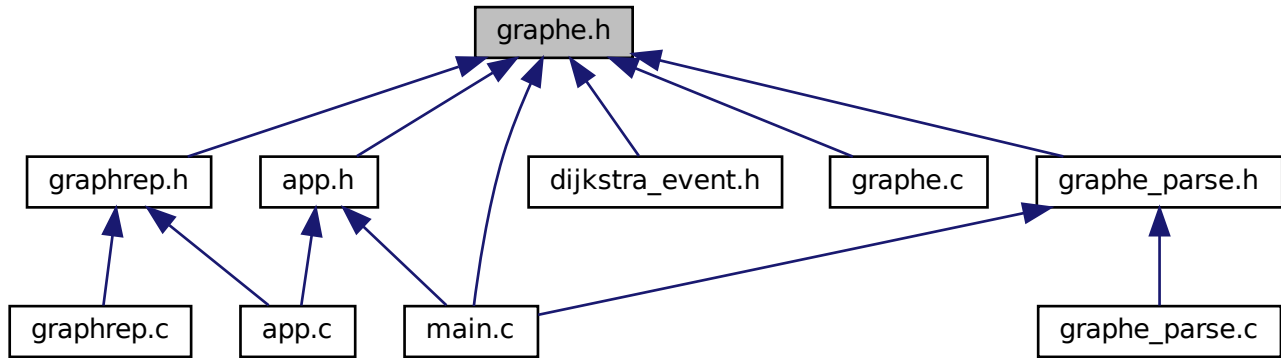 graphe.h
graphrep.h
app.h
dijkstra_event.h
graphe.c
graphe_parse.h
graphrep.c
app.c
main.c
graphe_parse.c